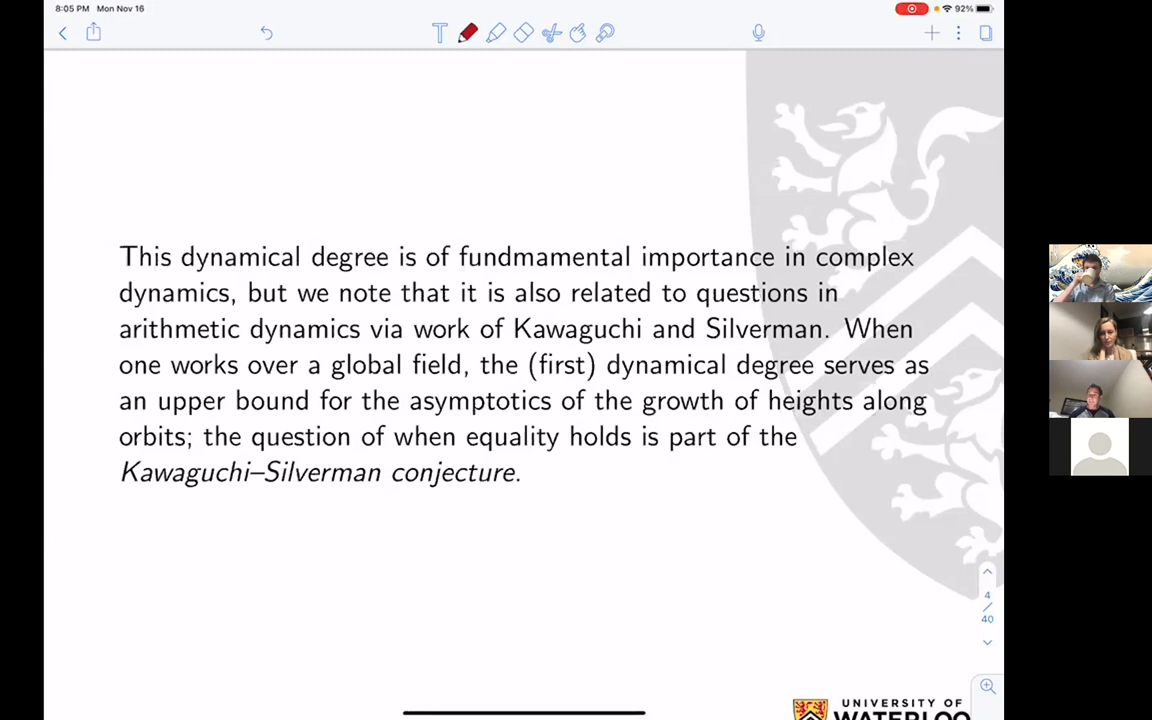 8:05 PM Mon Nov 16
92%
This dynamical degree is of fundmamental importance in complex
dynamics, but we note that it is also related to questions in
arithmetic dynamics via work of Kawaguchi and Silverman. When
one works over a global field, the (first) dynamical degree serves as
an upper bound for the asymptotics of the growth of heights along
orbits; the question of when equality holds is part of the
Kawaguchi–Silverman conjecture.
4
/
40
UNIVERSITY OF
WATERLOO